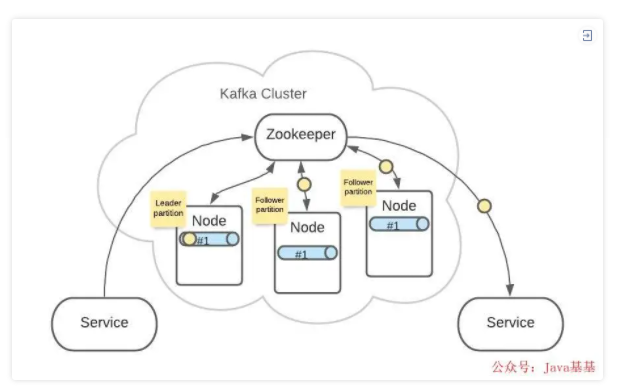 Kafka Cluster
Zookeeper
Leader
partition
Follower
partition
Follower
partition
Node
#1
Node
#1
Node
#1
Service
Service
公众号：Java基基